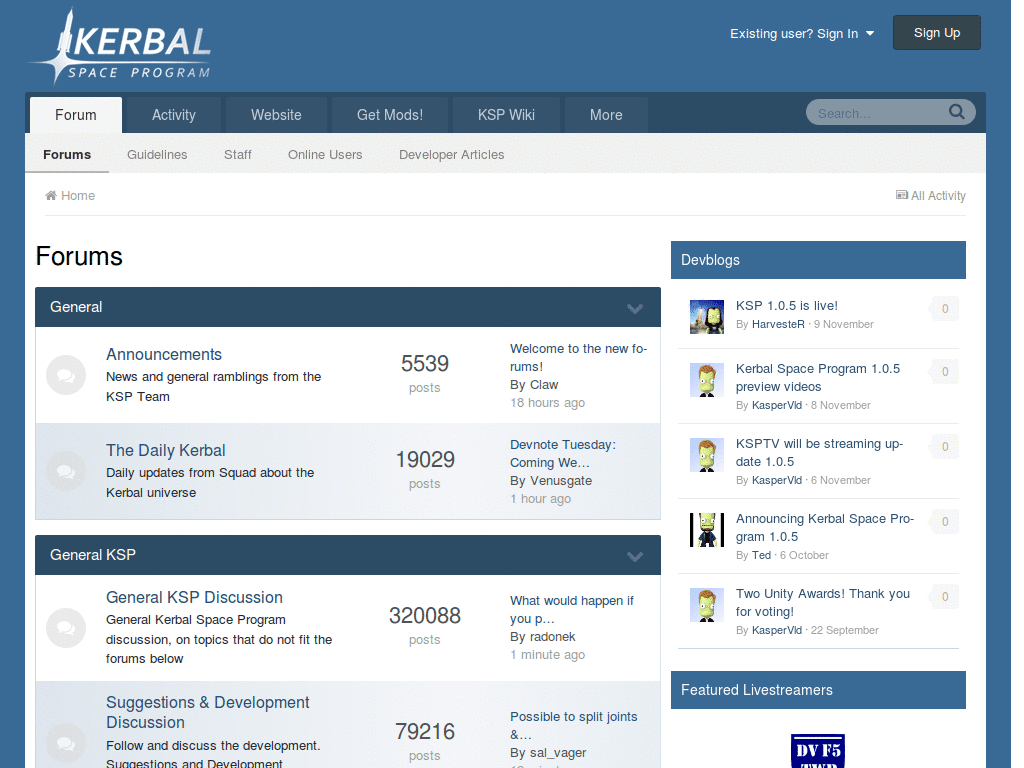 KERBAL
SPACE PROGRAM
Existing user? Sign In
Sign Up
Forum
Activity
Website
Get Mods!
KSP Wiki
More
Search...
Forums
Guidelines
Staff
Online Users
Developer Articles
Home
All Activity
Forums
General
Announcements
News and general ramblings from the
KSP Team
5539
posts
Welcome to the new fo-
rums!
By Claw
18 hours ago
The Daily Kerbal
Daily updates from Squad about the
Kerbal universe
19029
posts
Devnote Tuesday:
Coming We…
By Venusgate
1 hour ago
General KSP
General KSP Discussion
General Kerbal Space Program
discussion, on topics that do not fit the
forums below
320088
posts
What would happen if
you p…
By radonek
1 minute ago
Suggestions & Development
Discussion
Follow and discuss the development.
Suggestions and Development
79216
posts
Possible to split joints
&…
By sal_vager
Devblogs
KSP 1.0.5 is live!
By HarvesteR · 9 November
0
Kerbal Space Program 1.0.5
preview videos
By KasperVld · 8 November
0
KSPTV will be streaming up-
date 1.0.5
By KasperVld · 6 November
0
Announcing Kerbal Space Pro-
gram 1.0.5
By Ted · 6 October
0
Two Unity Awards! Thank you
for voting!
By KasperVld · 22 September
0
Featured Livestreamers
DV F5
TWR